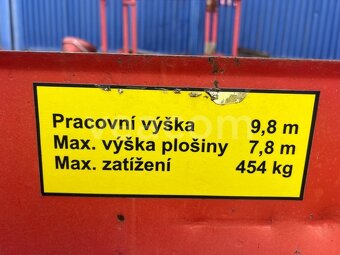 Pracovní výška 9,8 m
Max. výška plošiny 7,8 m
Max. zatížení 454 kg